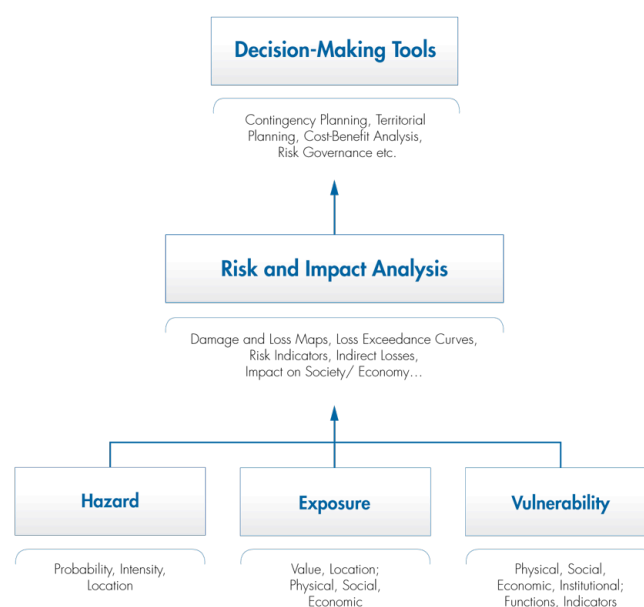 Decision-Making Tools
Contingency Planning, Territorial
Planning, Cost-Benefit Analysis,
Risk Governance etc.
Risk and Impact Analysis
Damage and Loss Maps, Loss Exceedance Curves,
Risk Indicators, Indirect Losses,
Impact on Society/ Economy...
Hazard
Probability, Intensity,
Location
Exposure
Value, Location;
Physical, Social,
Economic
Vulnerability
Physical, Social,
Economic, Institutional;
Functions, Indicators